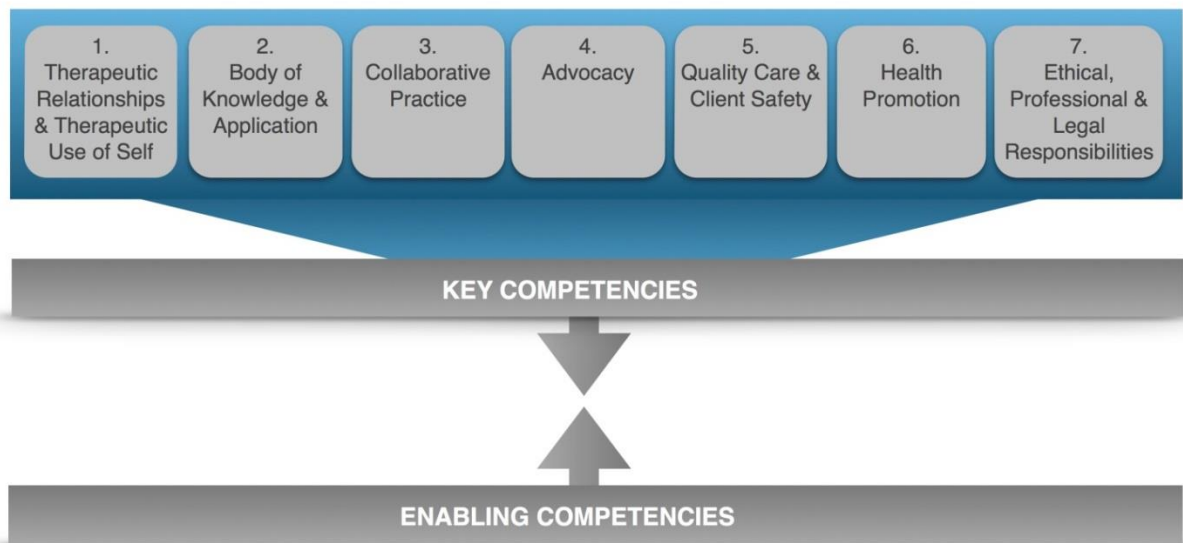 1.
Therapeutic
Relationships
& Therapeutic
Use of Self
2.
Body of
Knowledge &
Application
3.
Collaborative
Practice
4.
Advocacy
5.
Quality Care &
Client Safety
6.
Health
Promotion
7.
Ethical,
Professional &
Legal
Responsibilities
KEY COMPETENCIES
ENABLING COMPETENCIES